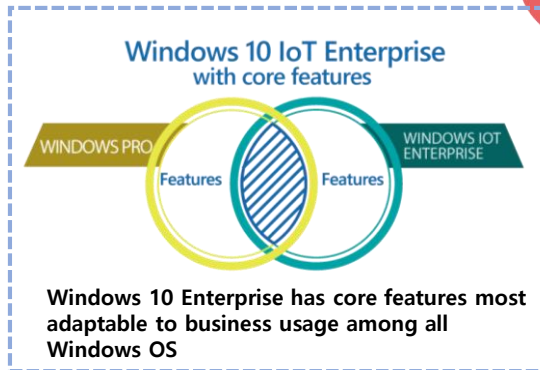 Windows 10 IoT Enterprise
with core features
WINDOWS PRO
WINDOWS IOT
ENTERPRISE
Features
Features
Windows 10 Enterprise has core features most
adaptable to business usage among all
Windows OS